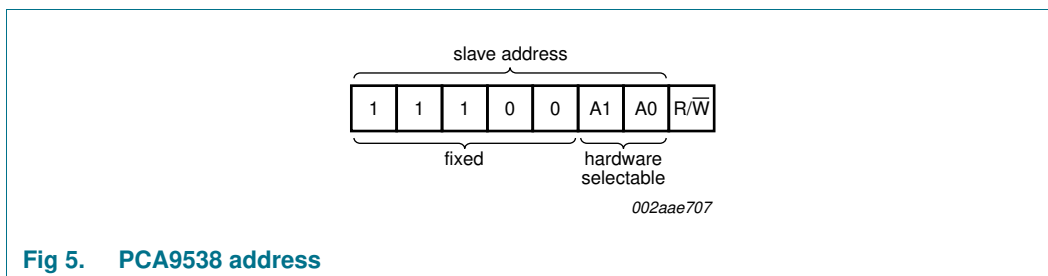 slave address
1 1 1 0 0 A1 A0 R/W̅
fixed hardware
selectable
002aae707
Fig 5. PCA9538 address